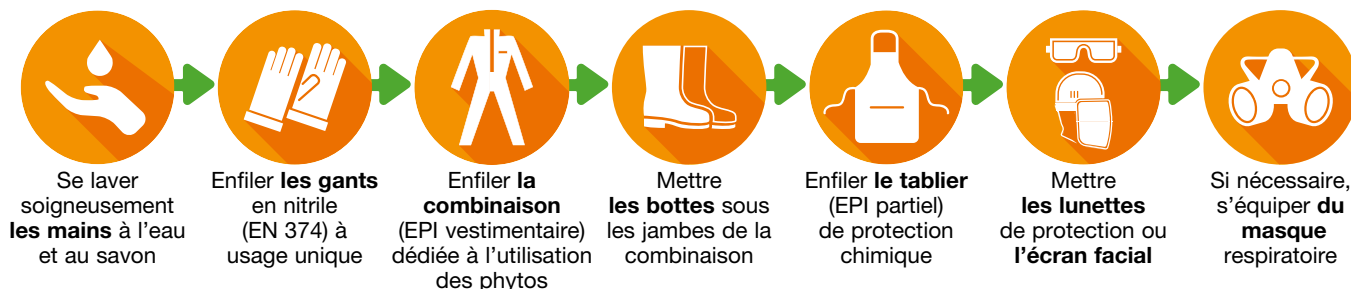 Se laver
soigneusement
les mains à l'eau
et au savon
Enfiler les gants
en nitrile
(EN 374) à
usage unique
Enfiler la
combinaison
(EPI vestimentaire)
dédiée à l'utilisation
des phytos
Mettre
les bottes sous
les jambes de la
combinaison
Enfiler le tablier
(EPI partiel)
de protection
chimique
Mettre
les lunettes
de protection ou
l'écran facial
Si nécessaire,
s'équiper du
masque
respiratoire